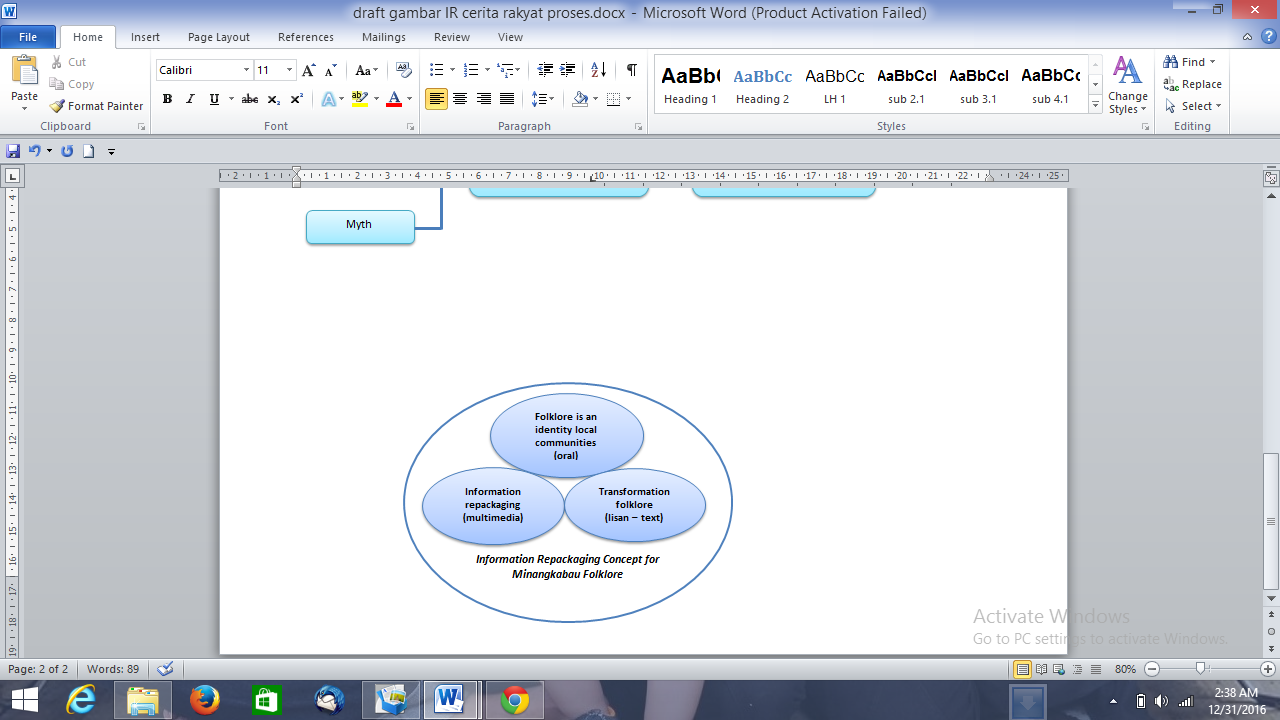 draft gambar IR cerita rakyat proses.docx - Microsoft Word (Product Activation Failed)
File Home Insert Page Layout References Mailings Review View
Paste
Cut
Copy
Format Painter
Clipboard
Calibri 11
Font
Paragraph
AaBbC AaBbCc AaBbCc AaBbCcI AaBbCc AaBbCc
Heading 1 Heading 2 LH 1 sub 2.1 sub 3.1 sub 4.1
Styles
Change
Styles
Find
Replace
Select
Editing
Myth
Folklore is an
identity local
communities
(oral)
Information
repackaging
(multimedia)
Transformation
folklore
(lisan – text)
Information Repackaging Concept for
Minangkabau Folklore
Activate Windows
Go to PC settings to activate Windows.
Page: 2 of 2 Words: 89 80%
2:38 AM
12/31/2016